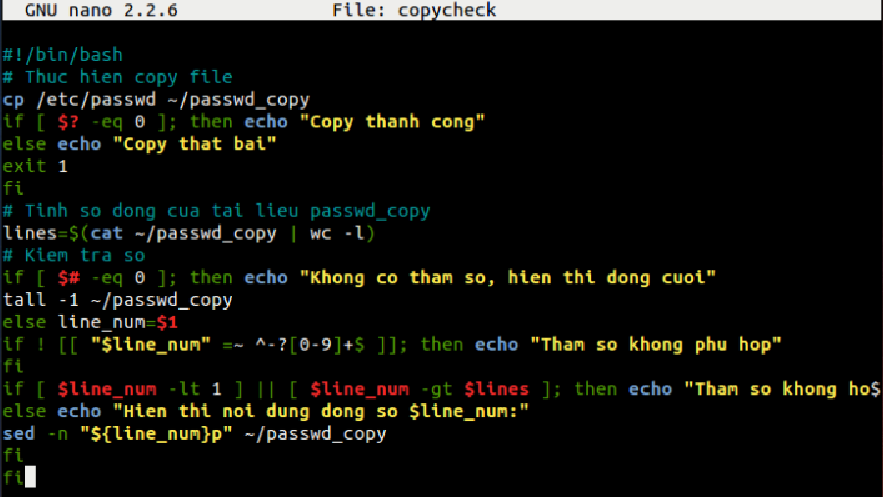 GNU nano 2.2.6 File: copycheck
#!/bin/bash
# Thuc hien copy file
cp /etc/passwd ~/passwd_copy
if [ $? -eq 0 ]; then echo "Copy thanh cong"
else echo "Copy that bai"
exit 1
fi
# Tinh so dong cua tai lieu passwd_copy
lines=$(cat ~/passwd_copy | wc -l)
# Kiem tra so
if [ $# -eq 0 ]; then echo "Khong co tham so, hien thi dong cuoi"
tall -1 ~/passwd_copy
else line_num=$1
if ! [[ "$line_num" =~ ^-?[0-9]+$ ]]; then echo "Tham so khong phu hop"
fi
if [ $line_num -lt 1 ] || [ $line_num -gt $lines ]; then echo "Tham so khong ho$
else echo "Hien thi noi dung dong so $line_num:"
sed -n "${line_num}p" ~/passwd_copy
fi
fi